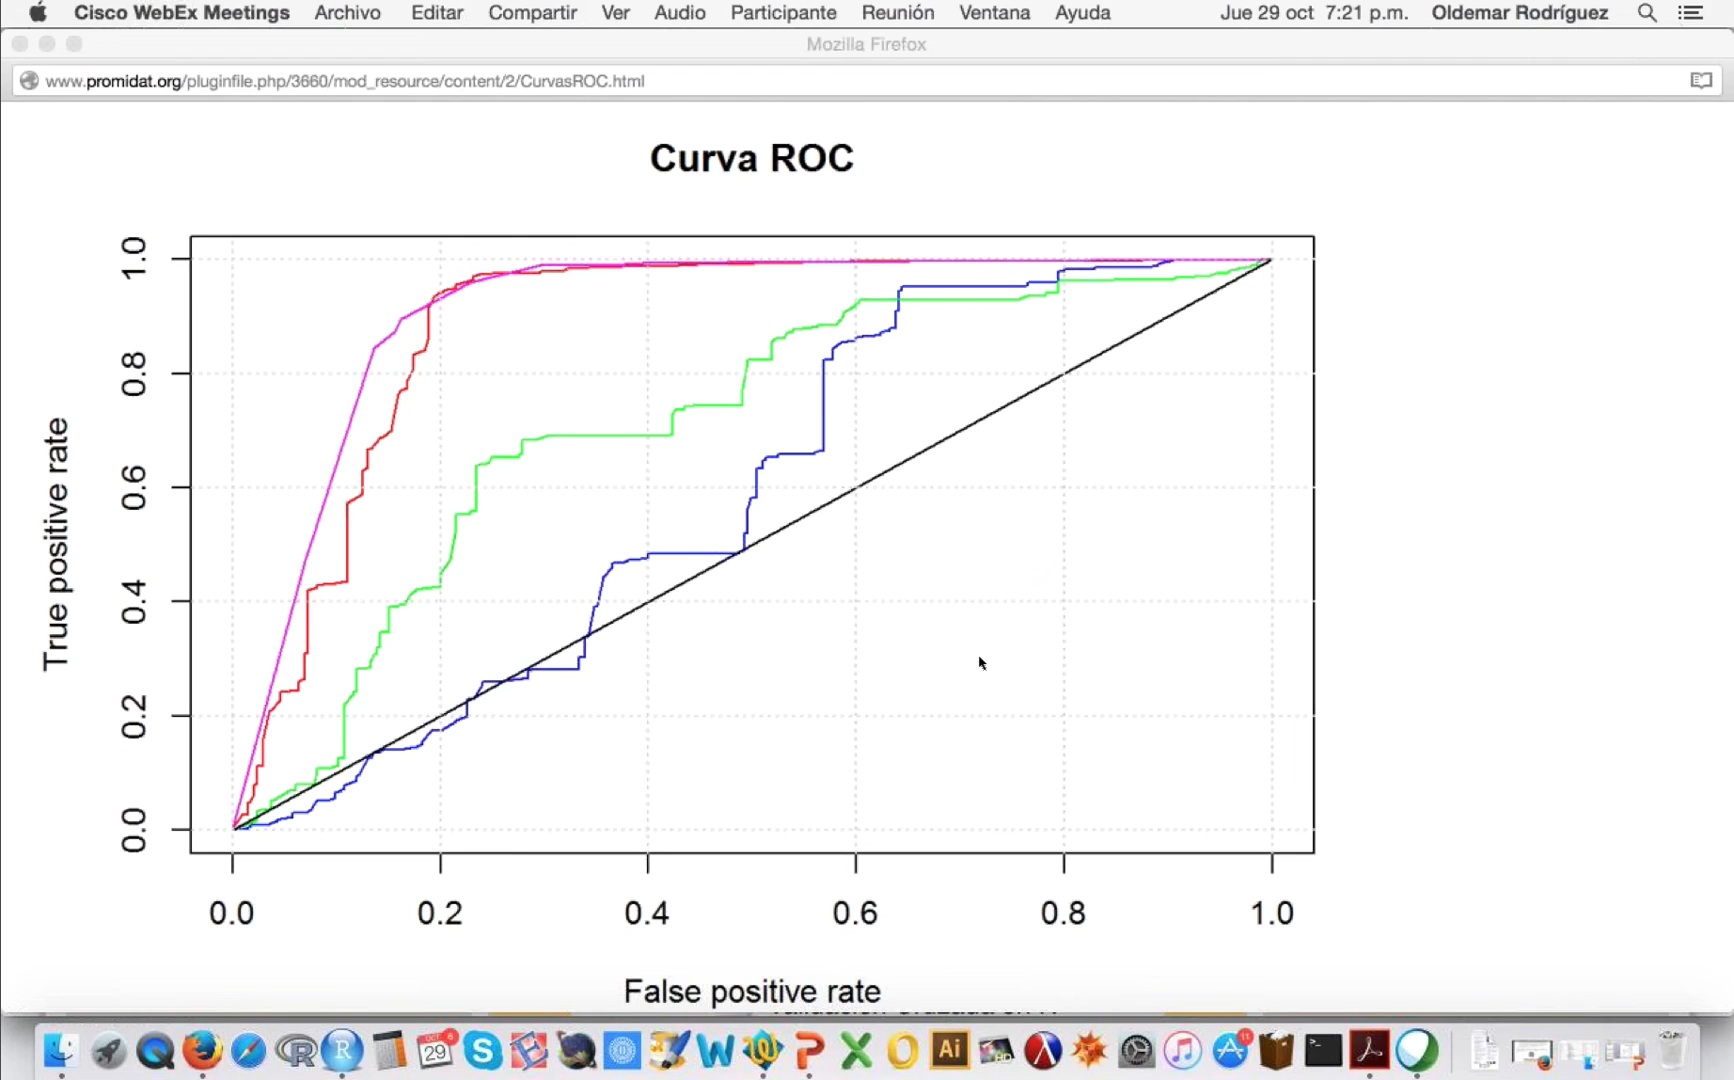 Cisco WebEx Meetings Archivo Editar Compartir Ver Audio Participante Reunión Ventana Ayuda Jue 29 oct 7:21 p.m. Oldemar Rodríguez
Mozilla Firefox
www.promidat.org/pluginfile.php/3660/mod_resource/content/2/CurvasROC.html
Curva ROC
True positive rate
1.0
0.8
0.6
0.4
0.2
0.0
0.0 0.2 0.4 0.6 0.8 1.0
False positive rate
29
Ai
HD